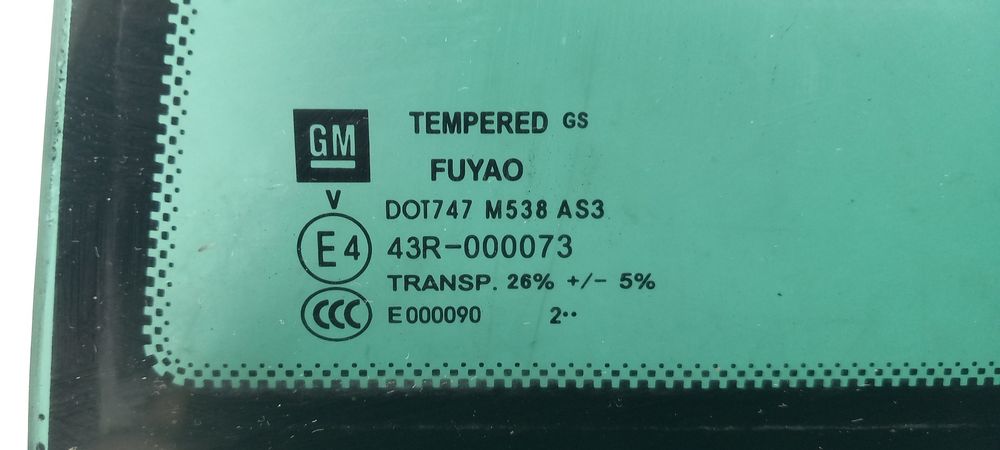 GM TEMPERED GS
FUYAO
V DOT747 M538 AS3
E4 43R-000073
TRANSP. 26% +/- 5%
CCC E000090 2··